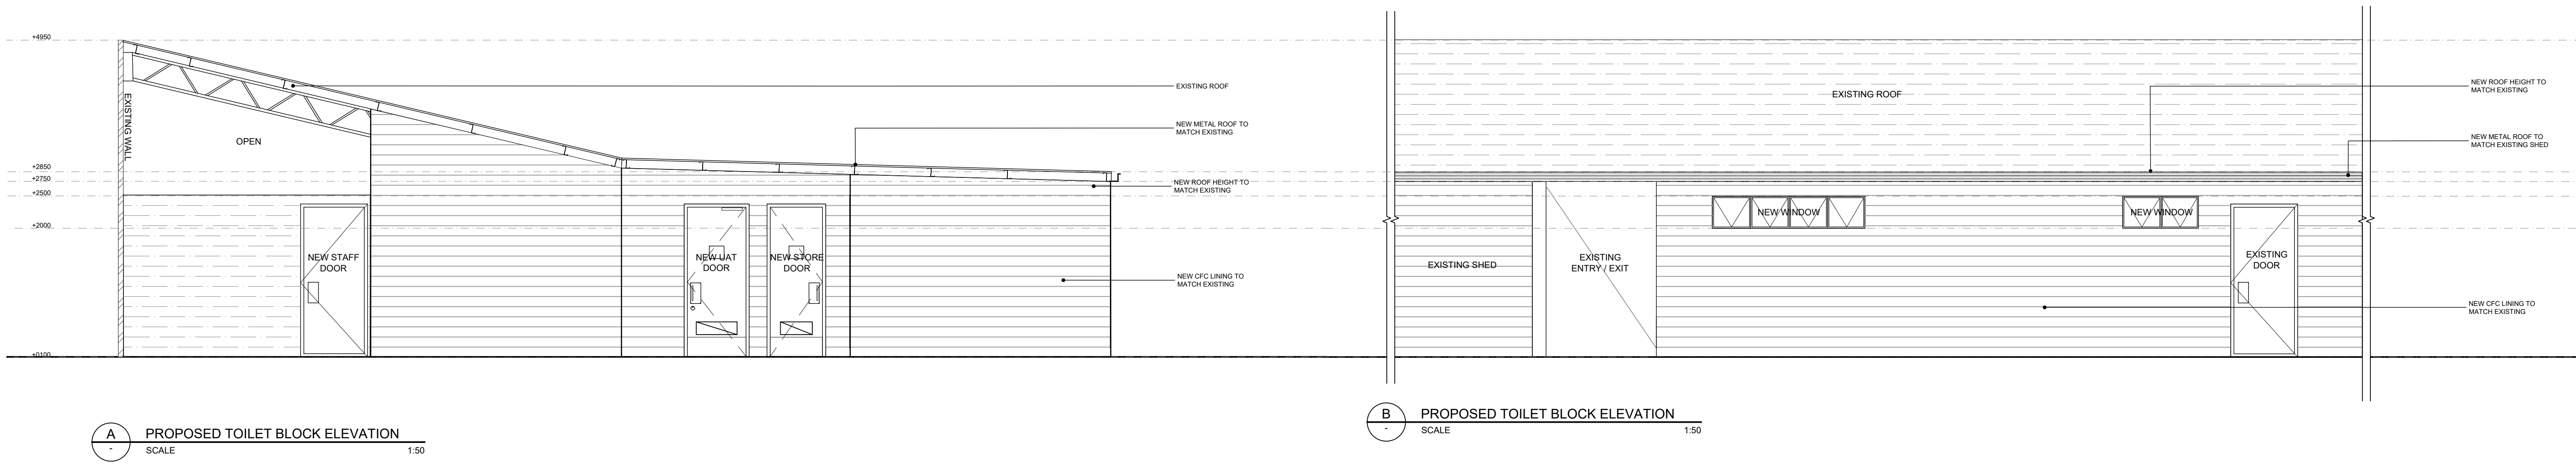 +4950
EXISTING ROOF
EXISTING WALL
NEW METAL ROOF TO
MATCH EXISTING
OPEN
+2850
+2750
+2500
NEW ROOF HEIGHT TO
MATCH EXISTING
+2000
NEW STAFF
DOOR
NEW UAT
DOOR
NEW STORE
DOOR
NEW CFC LINING TO
MATCH EXISTING
+0100
A
-
PROPOSED TOILET BLOCK ELEVATION
SCALE
1:50
EXISTING ROOF
NEW ROOF HEIGHT TO
MATCH EXISTING
NEW METAL ROOF TO
MATCH EXISTING SHED
NEW WINDOW
NEW WINDOW
EXISTING SHED
EXISTING
ENTRY / EXIT
EXISTING
DOOR
NEW CFC LINING TO
MATCH EXISTING
B
-
PROPOSED TOILET BLOCK ELEVATION
SCALE
1:50